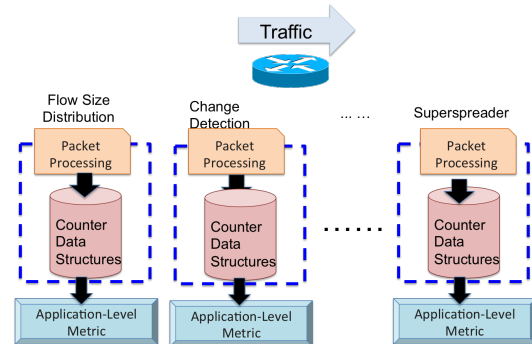 Traffic
Flow Size
Distribution
Change
Detection
... ...
Superspreader
Packet
Processing
Packet
Processing
Packet
Processing
Counter
Data
Structures
Counter
Data
Structures
......
Counter
Data
Structures
Application-Level
Metric
Application-Level
Metric
Application-Level
Metric